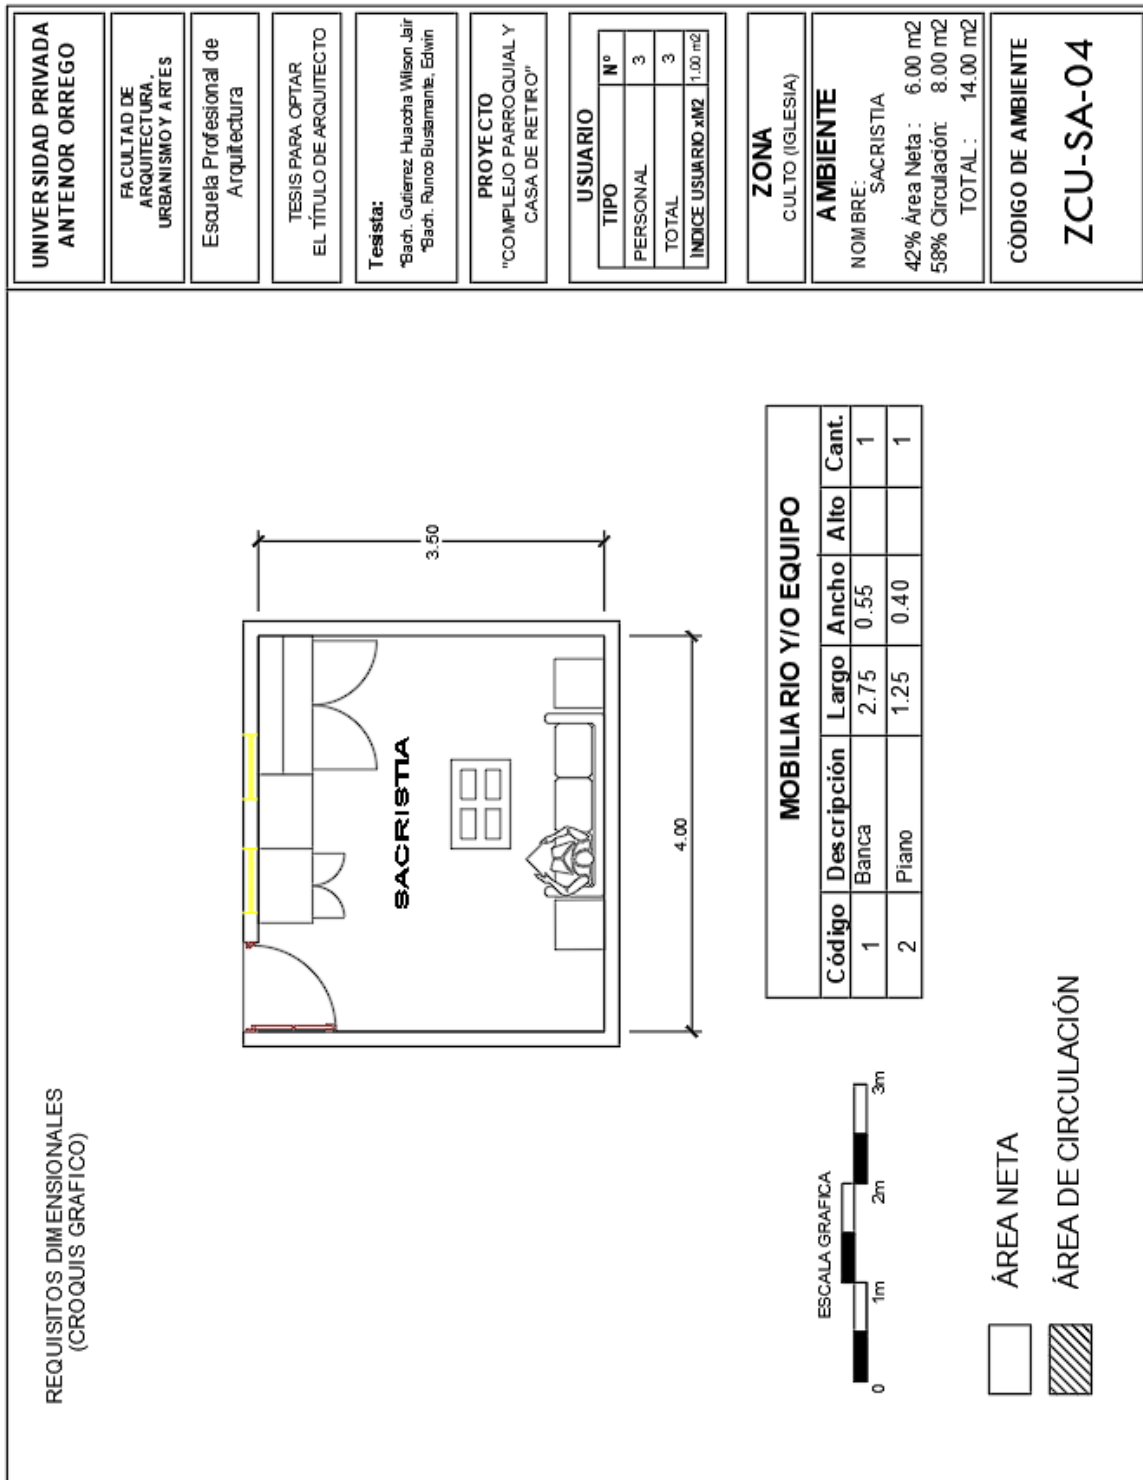 REQUISITOS DIMENSIONALES
(CROQUIS GRAFICO)
SACRISTIA
3.50
4.00
ESCALA GRAFICA
0
1m
2m
3m
ÁREA NETA
ÁREA DE CIRCULACIÓN
MOBILIARIO Y/O EQUIPO
Código Descripción Largo Ancho Alto Cant.
1 Banca 2.75 0.55 1
2 Piano 1.25 0.40 1
UNIVERSIDAD PRIVADA
ANTENOR ORREGO
FACULTAD DE
ARQUITECTURA,
URBANISMO Y ARTES
Escuela Profesional de
Arquitectura
TESIS PARA OPTAR
EL TÍTULO DE ARQUITECTO
Tesista:
*Bach. Gutierrez Huaccha Wilson Jair
*Bach. Runco Bustamante, Edwin
PROYECTO
"COMPLEJO PARROQUIAL Y
CASA DE RETIRO"
USUARIO
TIPO Nº
PERSONAL 3
TOTAL 3
INDICE USUARIO xM2 1.00 m2
ZONA
CULTO (IGLESIA)
AMBIENTE
NOMBRE:
SACRISTIA
42% Área Neta : 6.00 m2
58% Circulación: 8.00 m2
TOTAL : 14.00 m2
CÓDIGO DE AMBIENTE
ZCU-SA-04